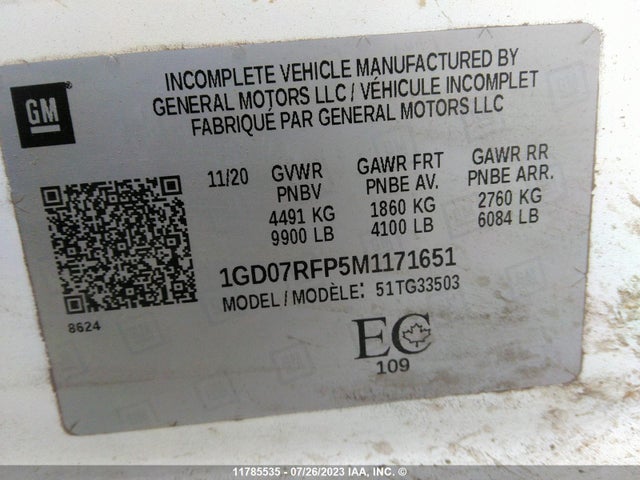 GM
INCOMPLETE VEHICLE MANUFACTURED BY
GENERAL MOTORS LLC / VÉHICULE INCOMPLET
FABRIQUÉ PAR GENERAL MOTORS LLC
11/20 GVWR GAWR FRT GAWR RR
PNBV PNBE AV. PNBE ARR.
4491 KG 1860 KG 2760 KG
9900 LB 4100 LB 6084 LB
1GD07RFP5M1171651
MODEL / MODÈLE: 51TG33503
8624
EC
109
11785535 - 07/26/2023 IAA, INC. ©